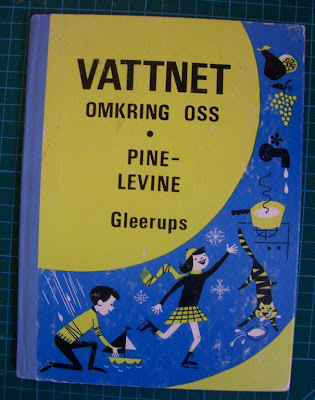 VATTNET
OMKRING OSS
•
PINE-
LEVINE
Gleerups